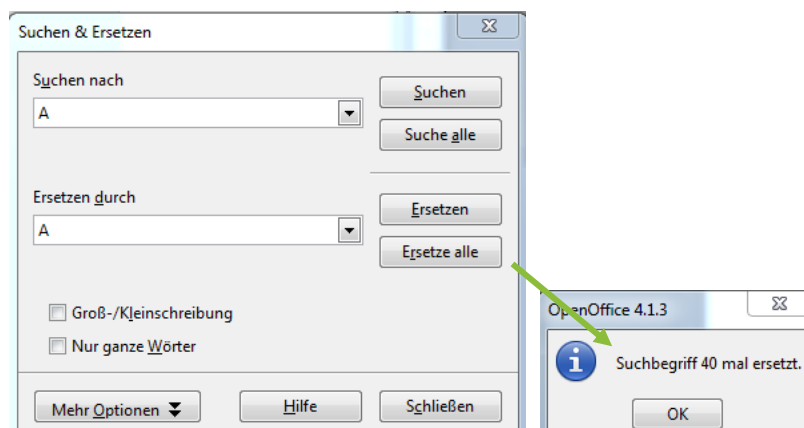 Suchen & Ersetzen
Suchen nach
A
Suchen
Suche alle
Ersetzen durch
A
Ersetzen
Ersetze alle
Groß-/Kleinschreibung
Nur ganze Wörter
Mehr Optionen
Hilfe
Schließen
OpenOffice 4.1.3
Suchbegriff 40 mal ersetzt.
OK